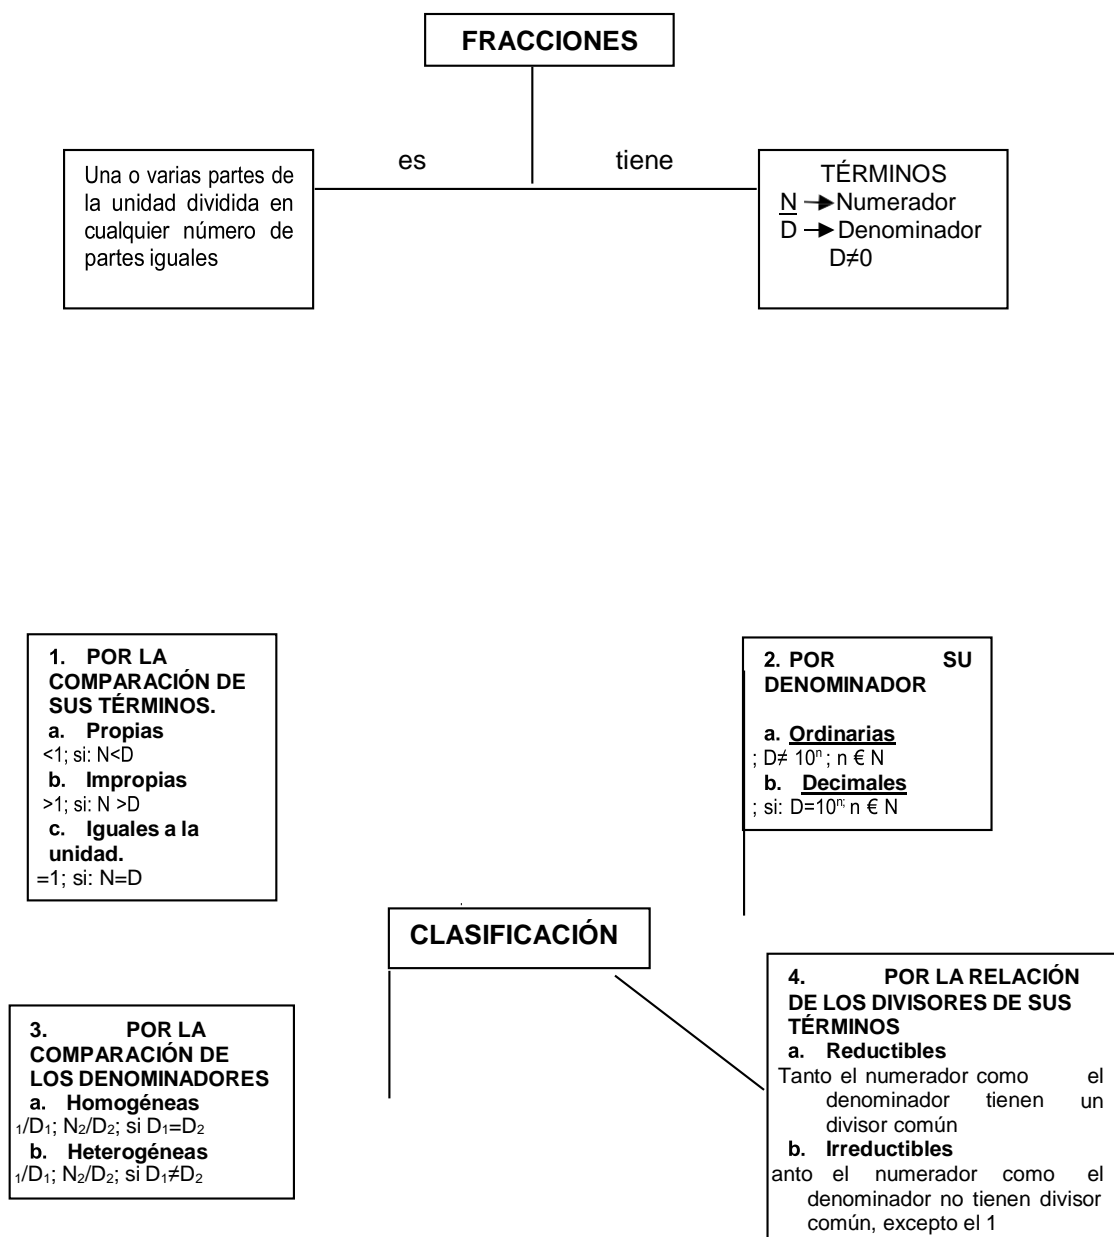 FRACCIONES
es
tiene
Una o varias partes de
la unidad dividida en
cualquier número de
partes iguales
TÉRMINOS
N → Numerador
D → Denominador
D≠0
1. POR LA
COMPARACIÓN DE
SUS TÉRMINOS.
a. Propias
<1; si: N<D
b. Impropias
>1; si: N >D
c. Iguales a la
unidad.
=1; si: N=D
2. POR SU
DENOMINADOR
a. Ordinarias
; D≠ 10ⁿ ; n € N
b. Decimales
; si: D=10ⁿ; n € N
CLASIFICACIÓN
3. POR LA
COMPARACIÓN DE
LOS DENOMINADORES
a. Homogéneas
₁/D₁; N₂/D₂; si D₁=D₂
b. Heterogéneas
₁/D₁; N₂/D₂; si D₁≠D₂
4. POR LA RELACIÓN
DE LOS DIVISORES DE SUS
TÉRMINOS
a. Reductibles
Tanto el numerador como el
denominador tienen un
divisor común
b. Irreductibles
anto el numerador como el
denominador no tienen divisor
común, excepto el 1